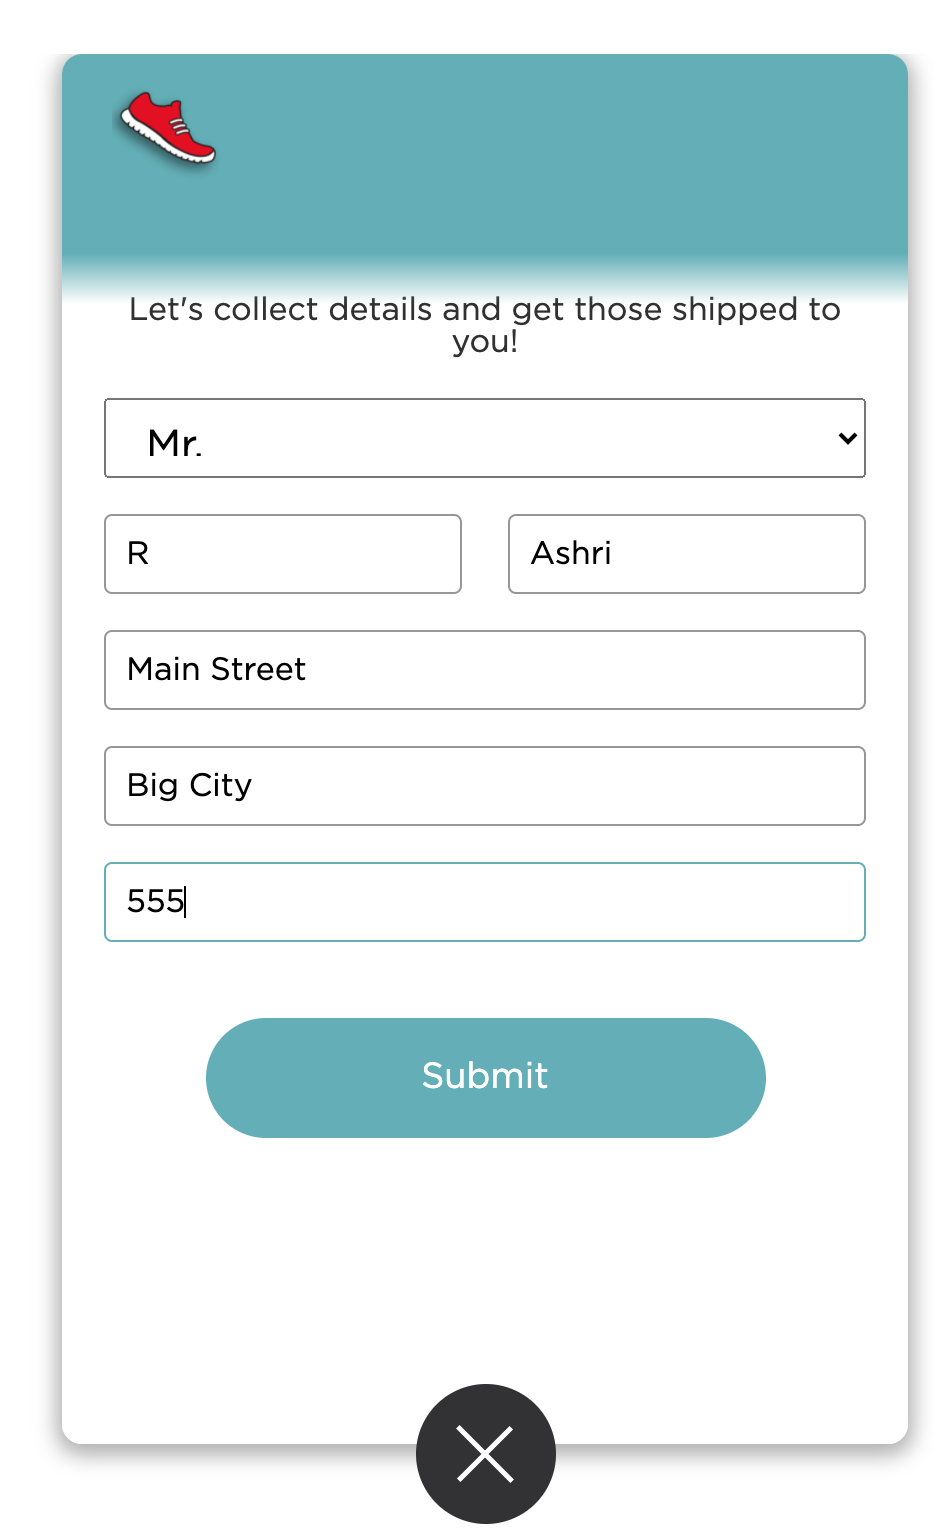 Let's collect details and get those shipped to
you!
Mr.
R
Ashri
Main Street
Big City
555
Submit